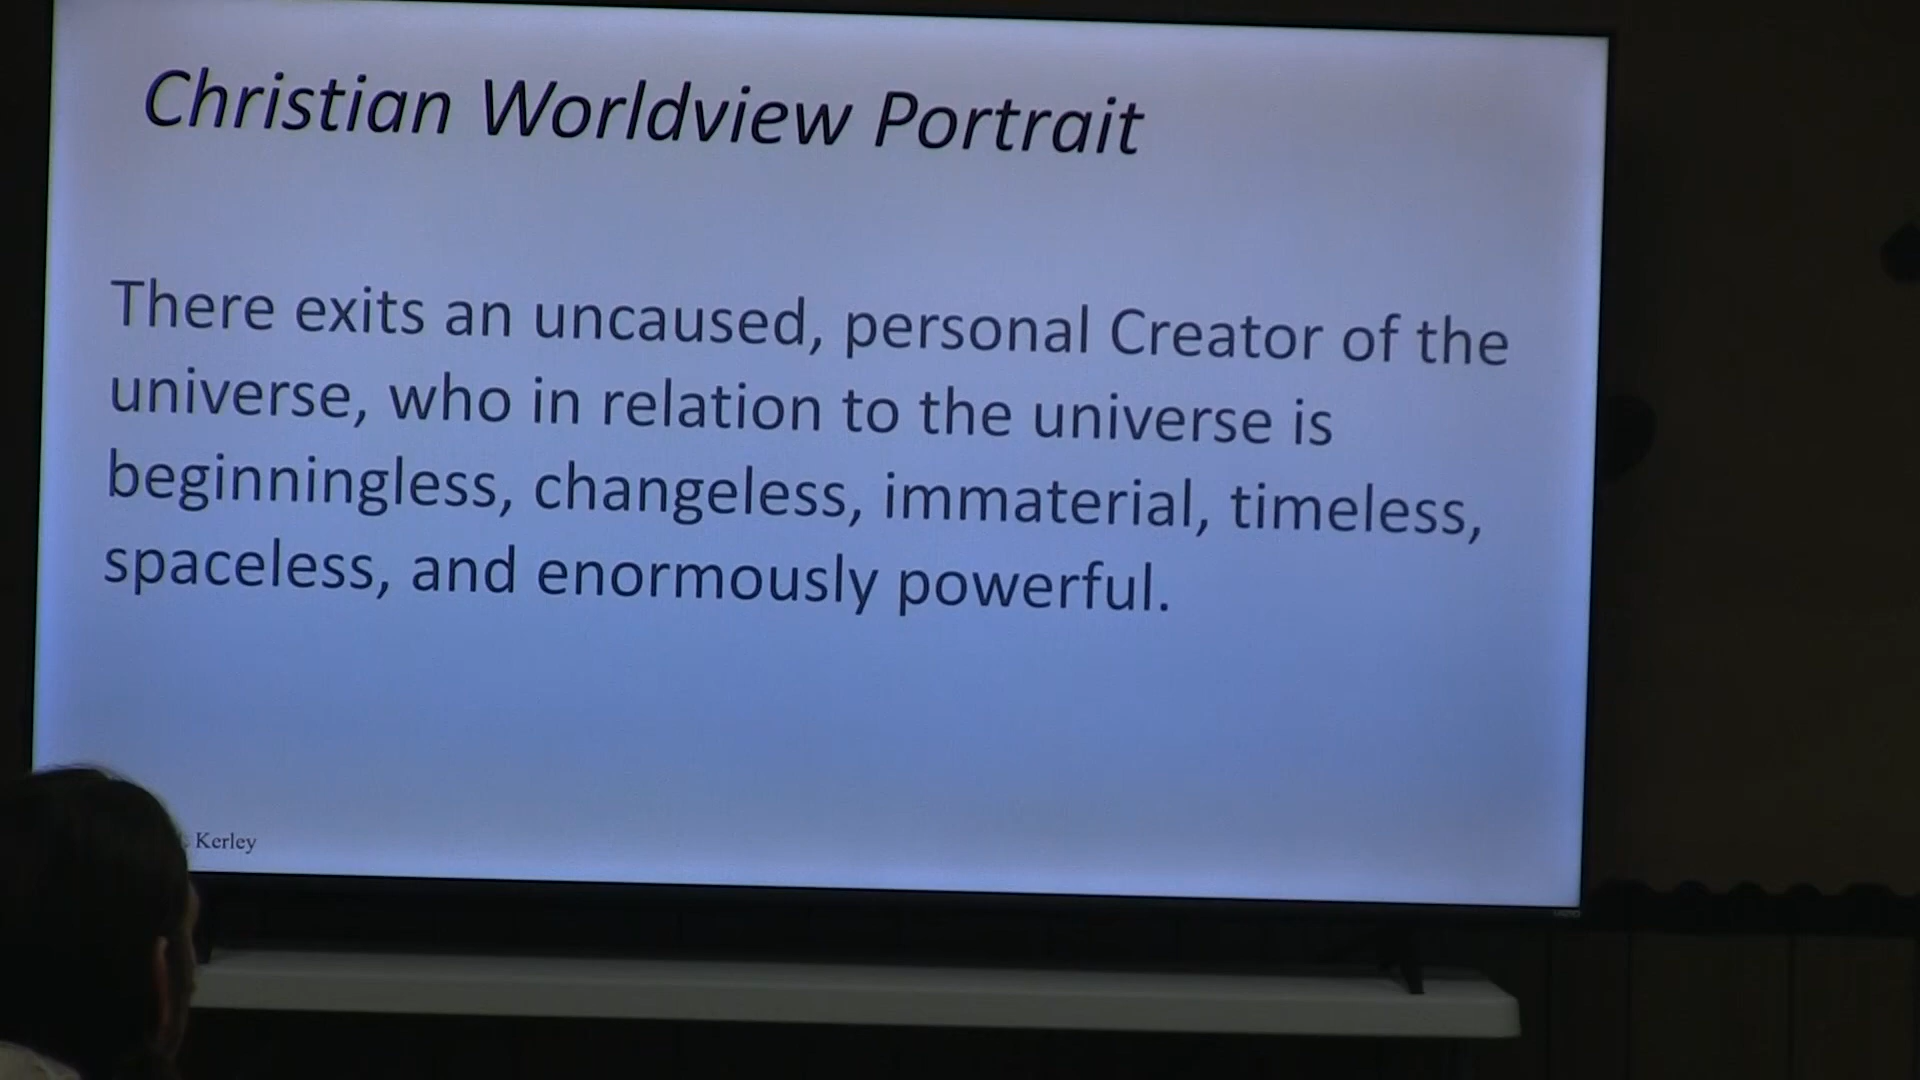 Christian Worldview Portrait
There exits an uncaused, personal Creator of the
universe, who in relation to the universe is
beginningless, changeless, immaterial, timeless,
spaceless, and enormously powerful.
Kerley